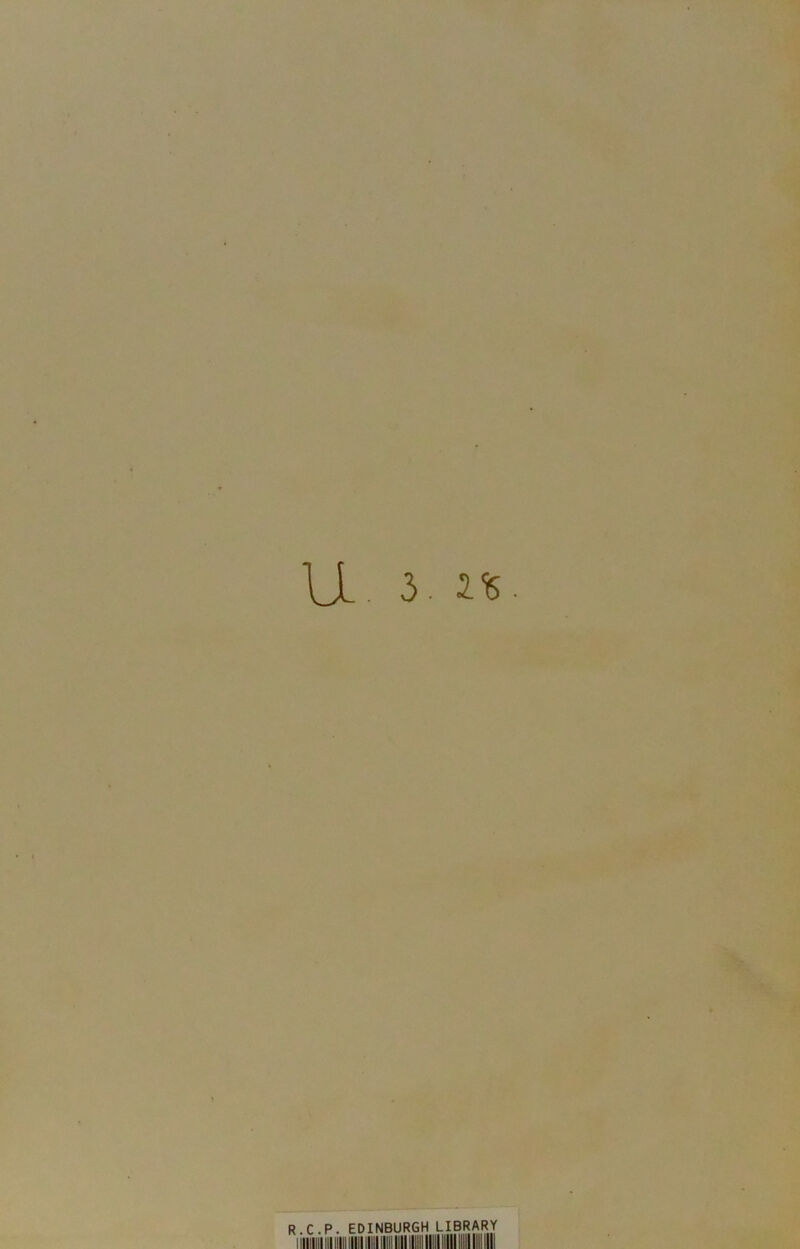 U. 3. 28.
R.C.P. EDINBURGH LIBRARY